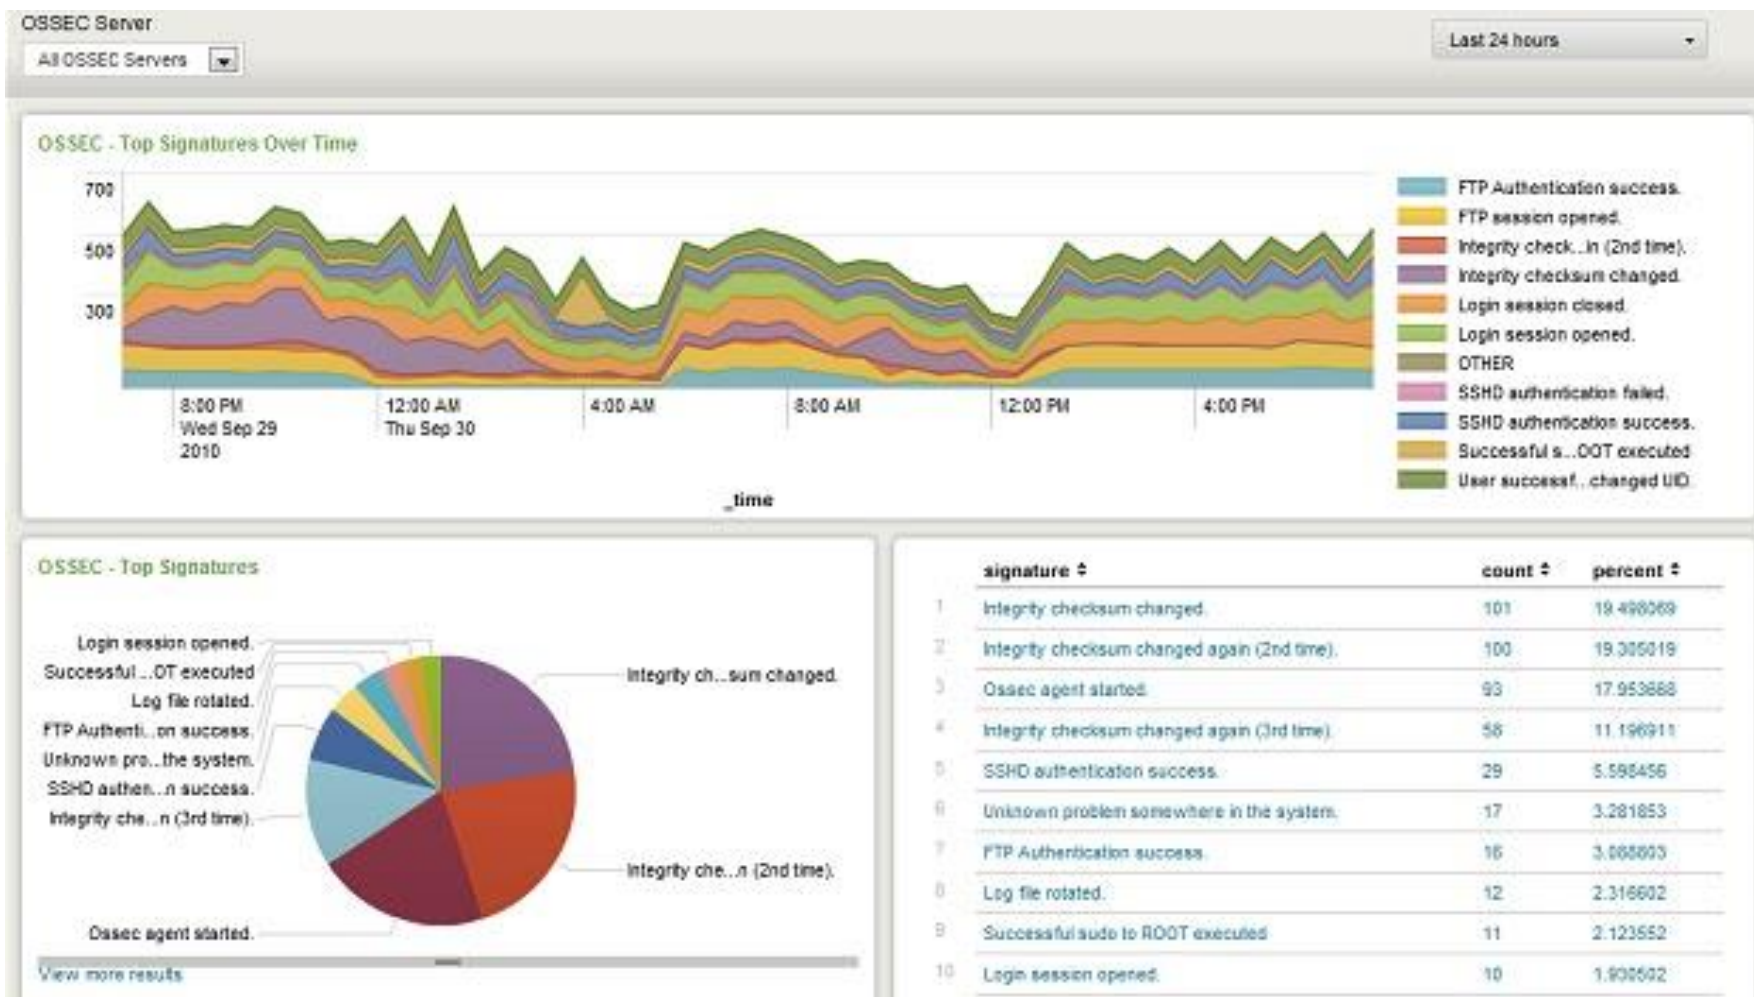 OSSEC Server
All OSSEC Servers
Last 24 hours
OSSEC - Top Signatures Over Time
700
500
300
8:00 PM
Wed Sep 29
2010
12:00 AM
Thu Sep 30
4:00 AM
8:00 AM
12:00 PM
4:00 PM
_time
FTP Authentication success.
FTP session opened.
Integrity check...in (2nd time).
Integrity checksum changed.
Login session closed.
Login session opened.
OTHER
SSHD authentication failed.
SSHD authentication success.
Successful s...OOT executed
User successf...changed UID.
OSSEC - Top Signatures
Login session opened.
Successful ...OT executed
Log file rotated.
FTP Authenti...on success.
Unknown pro...the system.
SSHD authen...n success.
Integrity che...n (3rd time).
Ossec agent started.
Integrity ch...sum changed.
Integrity che...n (2nd time).
View more results
signature count percent
1 Integrity checksum changed. 101 19.498069
2 Integrity checksum changed again (2nd time). 100 19.305019
3 Ossec agent started. 93 17.953668
4 Integrity checksum changed again (3rd time). 58 11.196911
5 SSHD authentication success. 29 5.598456
6 Unknown problem somewhere in the system. 17 3.281853
7 FTP Authentication success. 16 3.088803
8 Log file rotated. 12 2.316602
9 Successful sudo to ROOT executed 11 2.123552
10 Login session opened. 10 1.930502